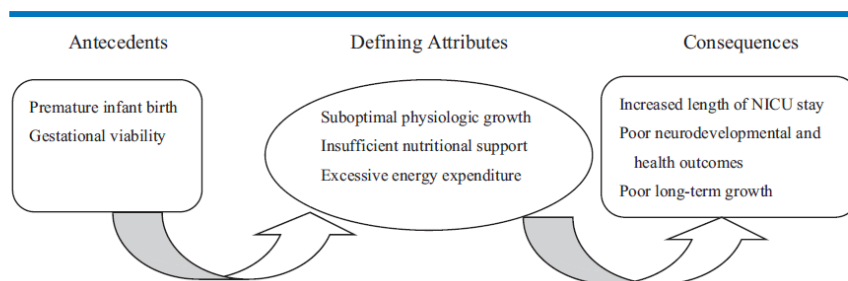 Antecedents
Defining Attributes
Consequences
Premature infant birth
Gestational viability
Suboptimal physiologic growth
Insufficient nutritional support
Excessive energy expenditure
Increased length of NICU stay
Poor neurodevelopmental and
health outcomes
Poor long-term growth